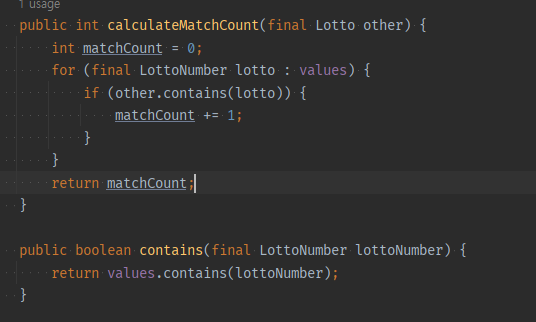 1 usage
public int calculateMatchCount(final Lotto other) {
    int matchCount = 0;
    for (final LottoNumber lotto : values) {
        if (other.contains(lotto)) {
            matchCount += 1;
        }
    }
    return matchCount;
}

public boolean contains(final LottoNumber lottoNumber) {
    return values.contains(lottoNumber);
}